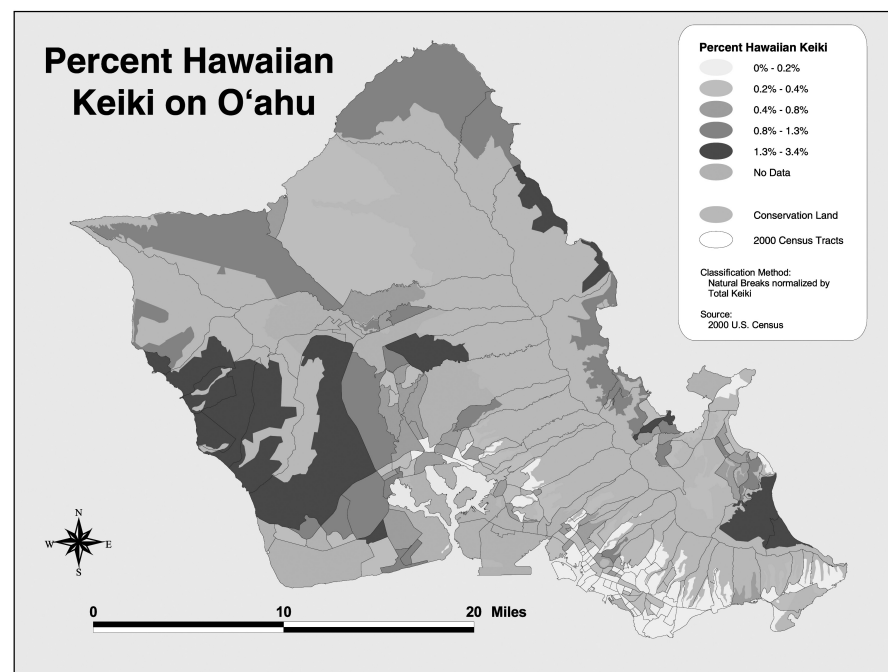 Percent Hawaiian
Keiki on Oʻahu
Percent Hawaiian Keiki
0% - 0.2%
0.2% - 0.4%
0.4% - 0.8%
0.8% - 1.3%
1.3% - 3.4%
No Data
Conservation Land
2000 Census Tracts
Classification Method:
Natural Breaks normalized by
Total Keiki
Source:
2000 U.S. Census
N
W E
S
0 10 20 Miles